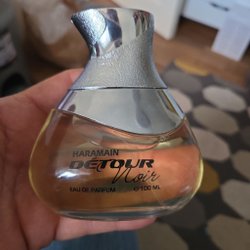 HARAMAIN
DETOUR
Noir
EAU DE PARFUM ℮ 100 ML